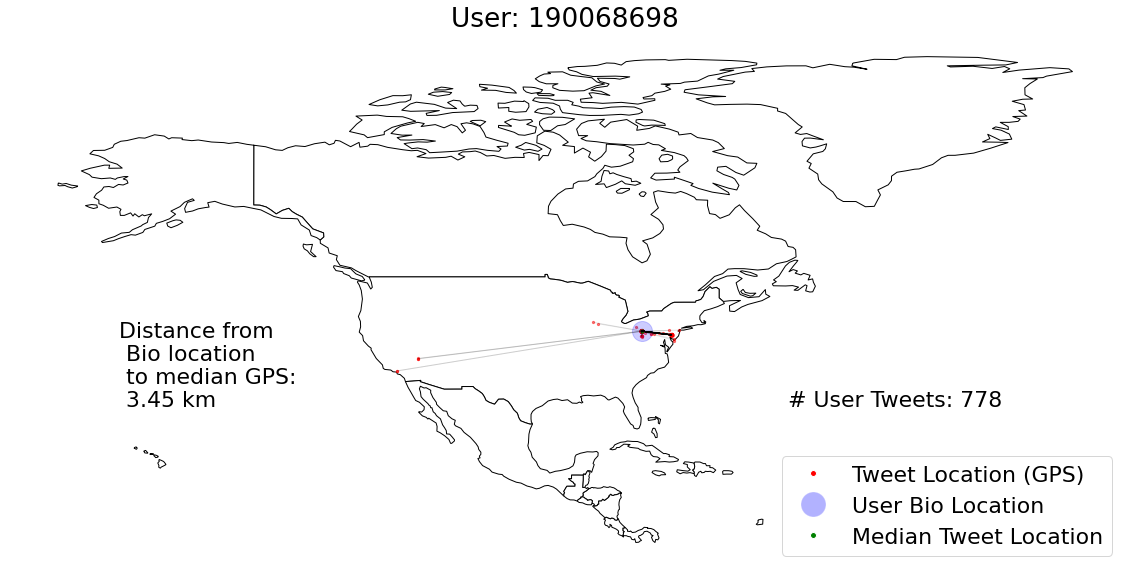 User: 190068698
Distance from
Bio location
to median GPS:
3.45 km
# User Tweets: 778
Tweet Location (GPS)
User Bio Location
Median Tweet Location